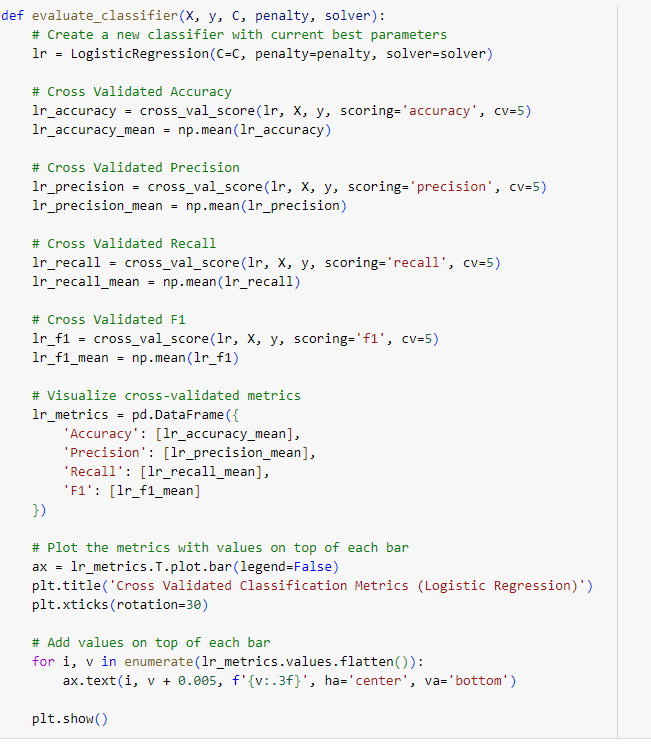 def evaluate_classifier(X, y, C, penalty, solver):
    # Create a new classifier with current best parameters
    lr = LogisticRegression(C=C, penalty=penalty, solver=solver)

    # Cross Validated Accuracy
    lr_accuracy = cross_val_score(lr, X, y, scoring='accuracy', cv=5)
    lr_accuracy_mean = np.mean(lr_accuracy)

    # Cross Validated Precision
    lr_precision = cross_val_score(lr, X, y, scoring='precision', cv=5)
    lr_precision_mean = np.mean(lr_precision)

    # Cross Validated Recall
    lr_recall = cross_val_score(lr, X, y, scoring='recall', cv=5)
    lr_recall_mean = np.mean(lr_recall)

    # Cross Validated F1
    lr_f1 = cross_val_score(lr, X, y, scoring='f1', cv=5)
    lr_f1_mean = np.mean(lr_f1)

    # Visualize cross-validated metrics
    lr_metrics = pd.DataFrame({
        'Accuracy': [lr_accuracy_mean],
        'Precision': [lr_precision_mean],
        'Recall': [lr_recall_mean],
        'F1': [lr_f1_mean]
    })

    # Plot the metrics with values on top of each bar
    ax = lr_metrics.T.plot.bar(legend=False)
    plt.title('Cross Validated Classification Metrics (Logistic Regression)')
    plt.xticks(rotation=30)

    # Add values on top of each bar
    for i, v in enumerate(lr_metrics.values.flatten()):
        ax.text(i, v + 0.005, f'{v:.3f}', ha='center', va='bottom')

    plt.show()